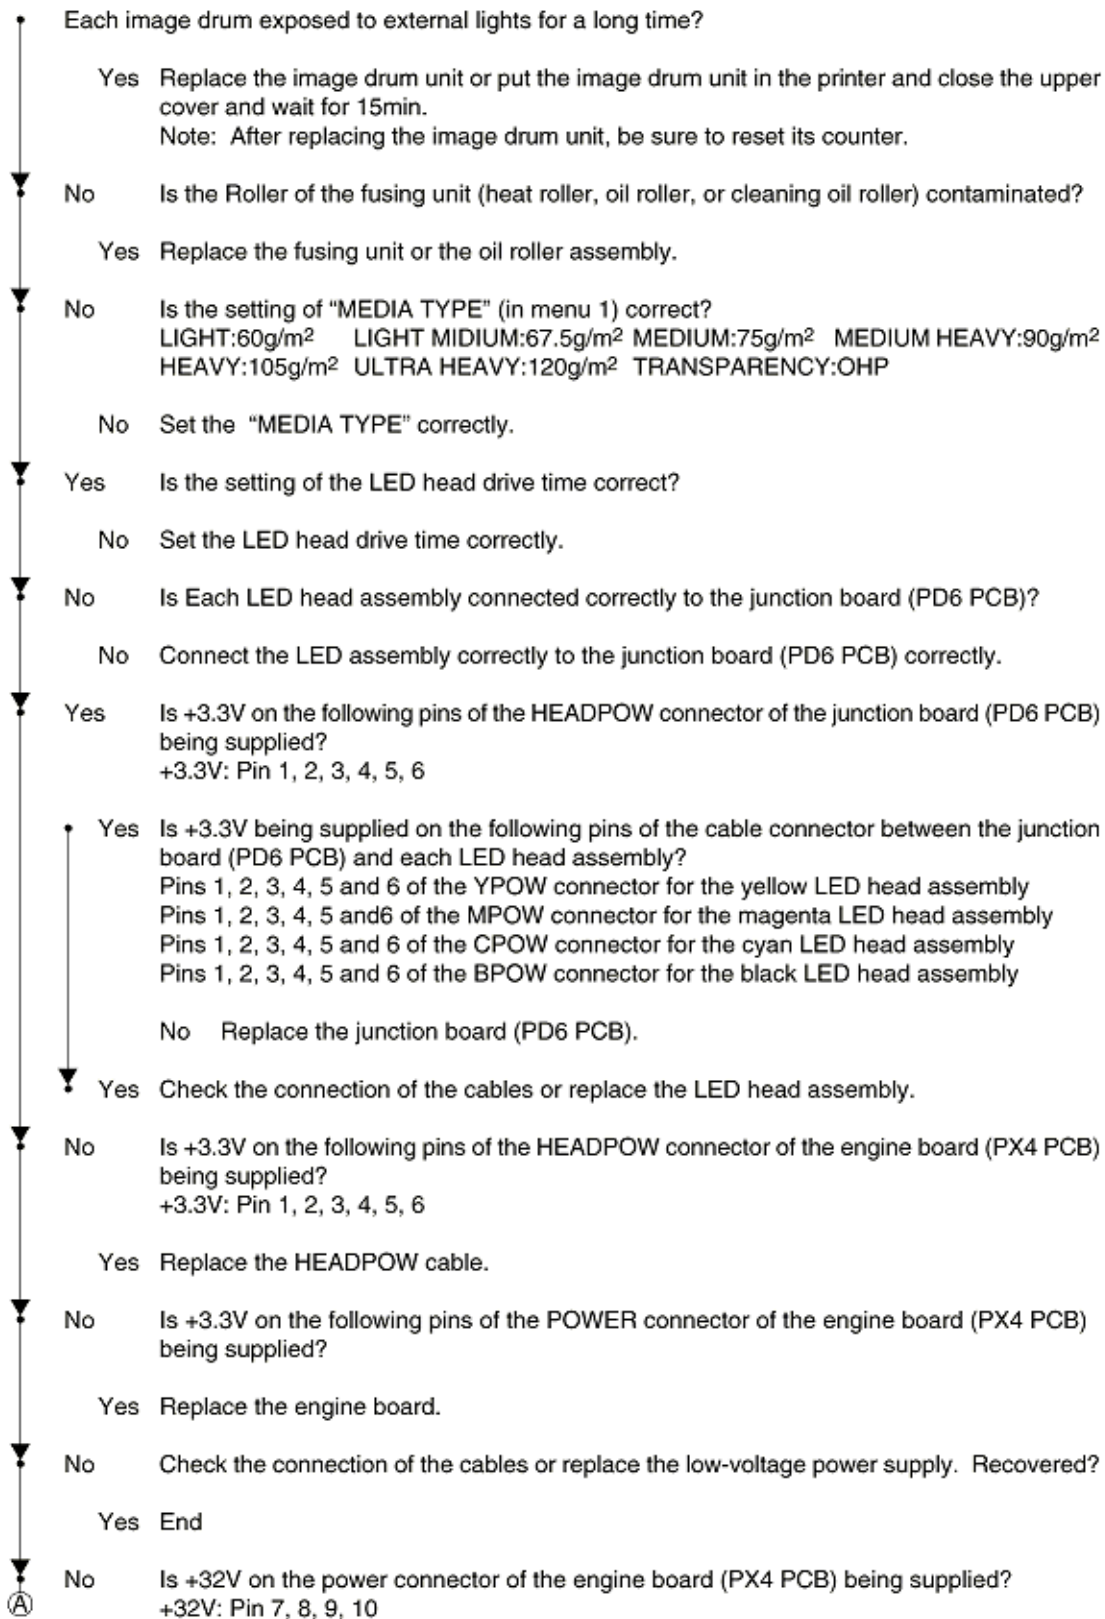 Each image drum exposed to external lights for a long time?
Yes Replace the image drum unit or put the image drum unit in the printer and close the upper
cover and wait for 15min.
Note: After replacing the image drum unit, be sure to reset its counter.
No Is the Roller of the fusing unit (heat roller, oil roller, or cleaning oil roller) contaminated?
Yes Replace the fusing unit or the oil roller assembly.
No Is the setting of “MEDIA TYPE” (in menu 1) correct?
LIGHT:60g/m2 LIGHT MIDIUM:67.5g/m2 MEDIUM:75g/m2 MEDIUM HEAVY:90g/m2
HEAVY:105g/m2 ULTRA HEAVY:120g/m2 TRANSPARENCY:OHP
No Set the “MEDIA TYPE” correctly.
Yes Is the setting of the LED head drive time correct?
No Set the LED head drive time correctly.
No Is Each LED head assembly connected correctly to the junction board (PD6 PCB)?
No Connect the LED assembly correctly to the junction board (PD6 PCB) correctly.
Yes Is +3.3V on the following pins of the HEADPOW connector of the junction board (PD6 PCB)
being supplied?
+3.3V: Pin 1, 2, 3, 4, 5, 6
Yes Is +3.3V being supplied on the following pins of the cable connector between the junction
board (PD6 PCB) and each LED head assembly?
Pins 1, 2, 3, 4, 5 and 6 of the YPOW connector for the yellow LED head assembly
Pins 1, 2, 3, 4, 5 and6 of the MPOW connector for the magenta LED head assembly
Pins 1, 2, 3, 4, 5 and 6 of the CPOW connector for the cyan LED head assembly
Pins 1, 2, 3, 4, 5 and 6 of the BPOW connector for the black LED head assembly
No Replace the junction board (PD6 PCB).
Yes Check the connection of the cables or replace the LED head assembly.
No Is +3.3V on the following pins of the HEADPOW connector of the engine board (PX4 PCB)
being supplied?
+3.3V: Pin 1, 2, 3, 4, 5, 6
Yes Replace the HEADPOW cable.
No Is +3.3V on the following pins of the POWER connector of the engine board (PX4 PCB)
being supplied?
Yes Replace the engine board.
No Check the connection of the cables or replace the low-voltage power supply. Recovered?
Yes End
No Is +32V on the power connector of the engine board (PX4 PCB) being supplied?
Ⓐ +32V: Pin 7, 8, 9, 10